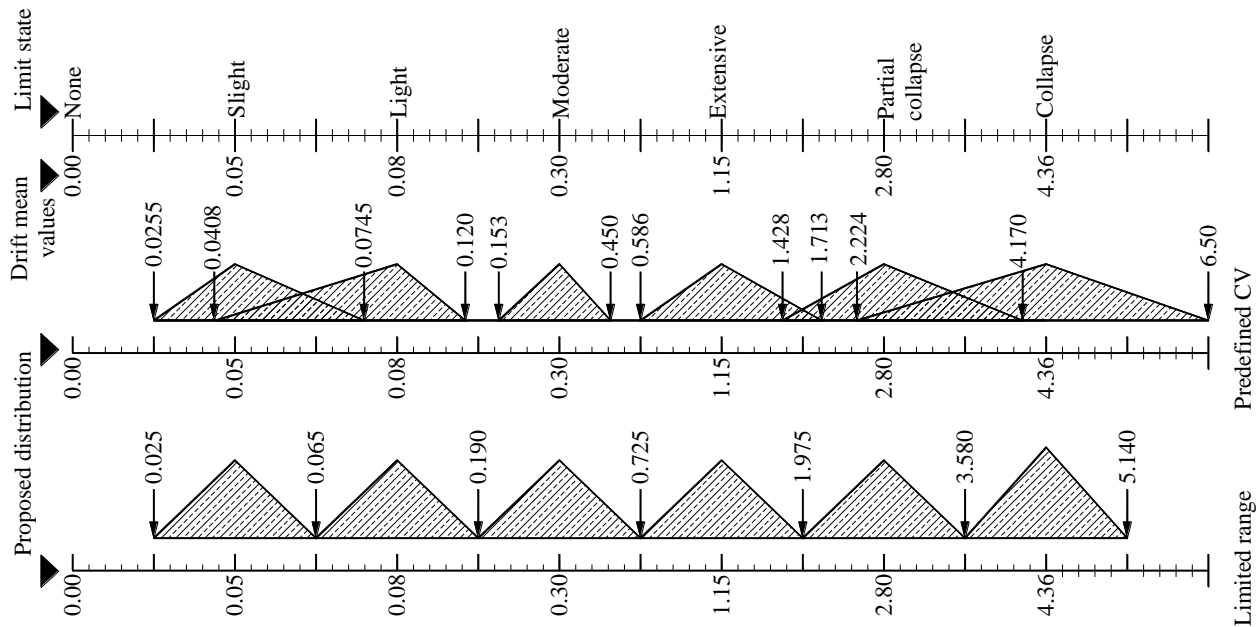 Limit state
None
Slight
Light
Moderate
Extensive
Partial
collapse
Collapse
Drift mean
values
0.00
0.05
0.08
0.30
1.15
2.80
4.36
Proposed distribution
0.0255
0.0408
0.0745
0.120
0.153
0.450
0.586
1.428
1.713
2.224
4.170
6.50
0.00
0.05
0.08
0.30
1.15
2.80
4.36
Predefined CV
0.025
0.065
0.190
0.725
1.975
3.580
5.140
0.00
0.05
0.08
0.30
1.15
2.80
4.36
Limited range